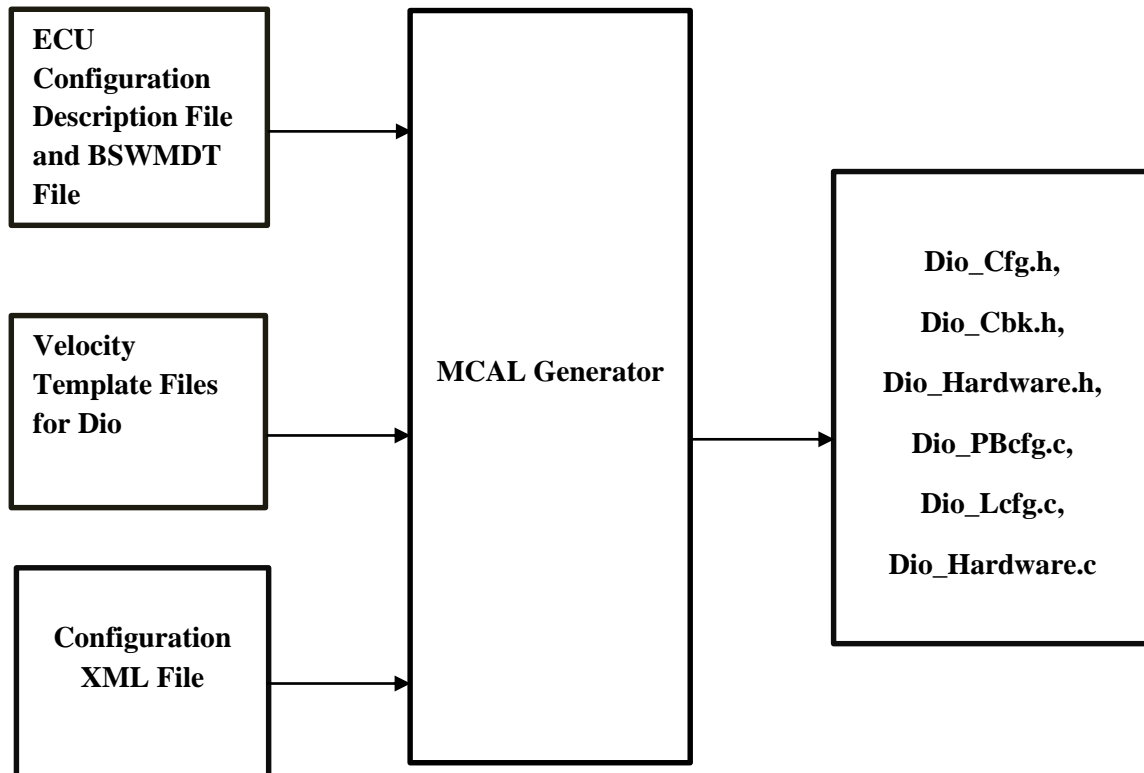 ECU
Configuration
Description File
and BSWMDT
File
Velocity
Template Files
for Dio
Configuration
XML File
MCAL Generator
Dio_Cfg.h,
Dio_Cbk.h,
Dio_Hardware.h,
Dio_PBcfg.c,
Dio_Lcfg.c,
Dio_Hardware.c